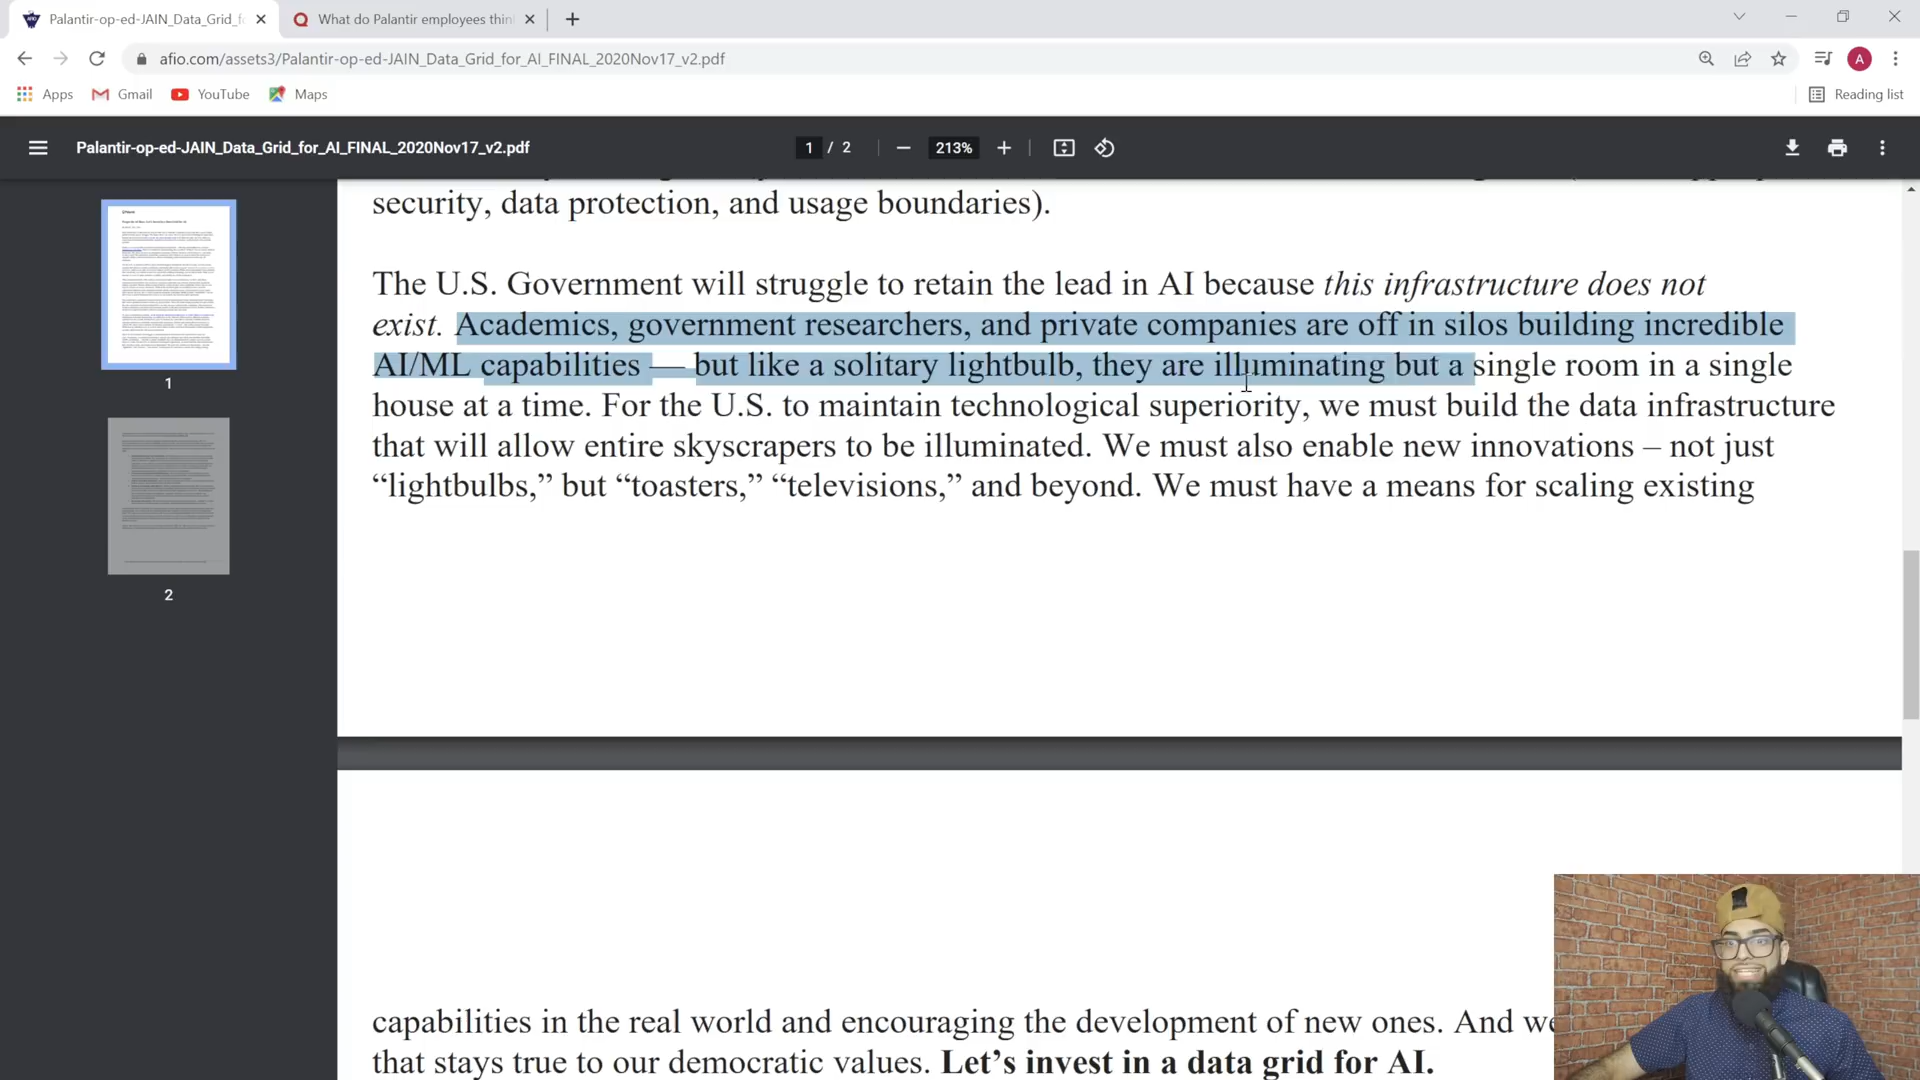 Palantir-op-ed-JAIN_Data_Grid_f
What do Palantir employees thin
afio.com/assets3/Palantir-op-ed-JAIN_Data_Grid_for_AI_FINAL_2020Nov17_v2.pdf
A
Apps
Gmail
YouTube
Maps
Reading list
Palantir-op-ed-JAIN_Data_Grid_for_AI_FINAL_2020Nov17_v2.pdf
1 / 2
213%
security, data protection, and usage boundaries).
The U.S. Government will struggle to retain the lead in AI because this infrastructure does not
exist. Academics, government researchers, and private companies are off in silos building incredible
AI/ML capabilities — but like a solitary lightbulb, they are illuminating but a single room in a single
house at a time. For the U.S. to maintain technological superiority, we must build the data infrastructure
that will allow entire skyscrapers to be illuminated. We must also enable new innovations – not just
“lightbulbs,” but “toasters,” “televisions,” and beyond. We must have a means for scaling existing
1
2
capabilities in the real world and encouraging the development of new ones. And we
that stays true to our democratic values. Let’s invest in a data grid for AI.